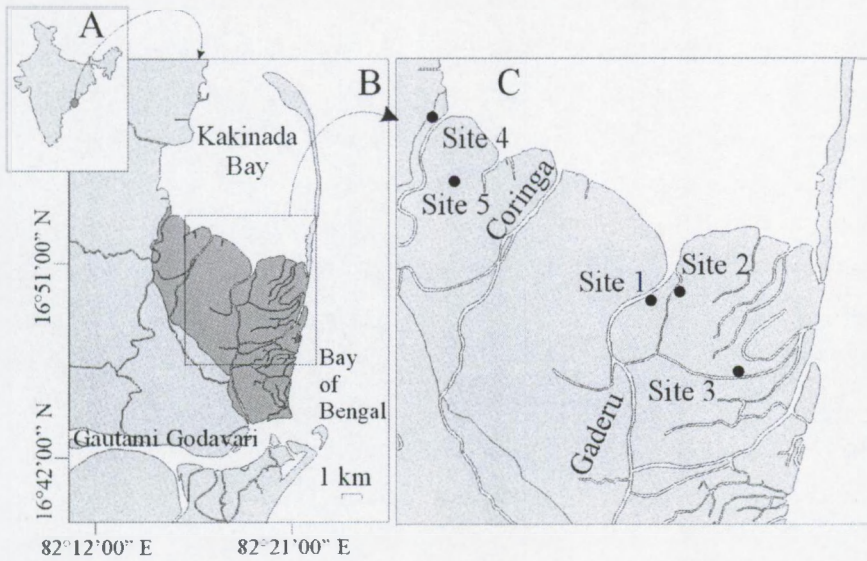 A
B
C
Kakinada
Bay
Site 4
Site 5
Coringa
Site 1
Site 2
Site 3
Gaderu
Bay
of
Bengal
Gautami Godavari
1 km
16°51'00" N
16°42'00" N
82°12'00" E
82°21'00" E